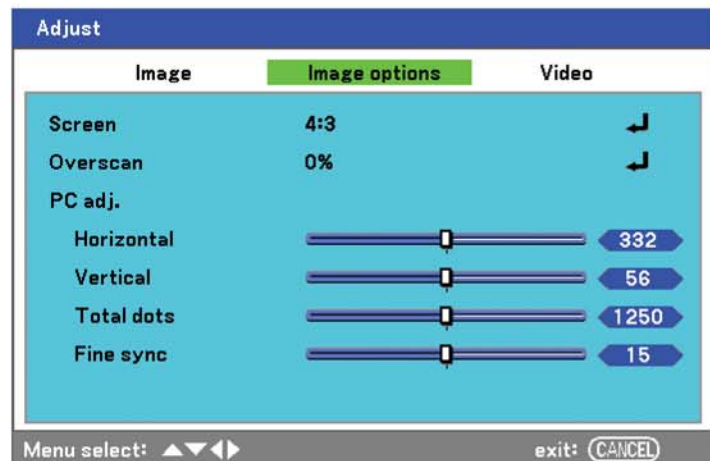 Adjust
Image Image options Video
Screen 4:3
Overscan 0%
PC adj.
Horizontal 332
Vertical 56
Total dots 1250
Fine sync 15
Menu select: exit: CANCEL